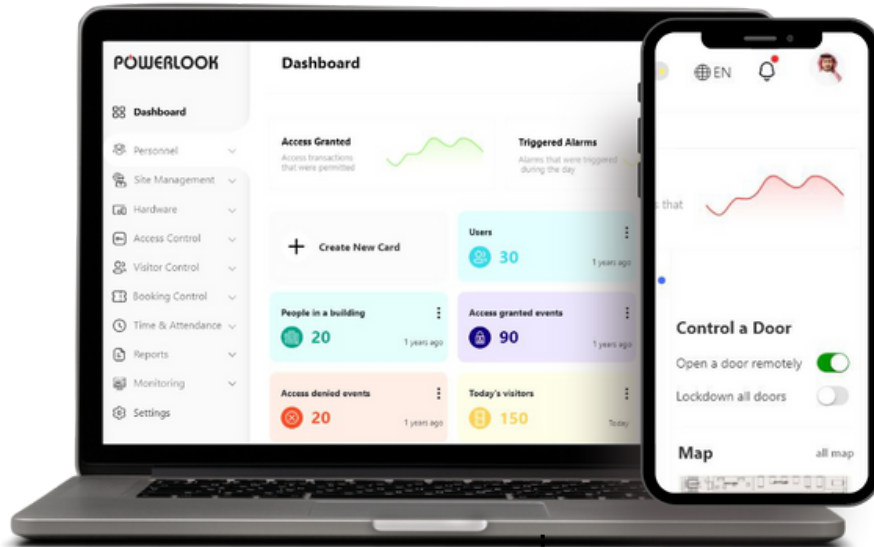 POWERLOOK
Dashboard
Personnel
Site Management
Hardware
Access Control
Visitor Control
Booking Control
Time & Attendance
Reports
Monitoring
Settings
Dashboard
Access Granted
Access transactions
that were permitted
Triggered Alarms
Alarms that were triggered
during the day
Create New Card
Users
30
1 years ago
People in a building
20
1 years ago
Access granted events
90
1 years ago
Access denied events
20
1 years ago
Today's visitors
150
Today
EN
s that
Control a Door
Open a door remotely
Lockdown all doors
Map
all map